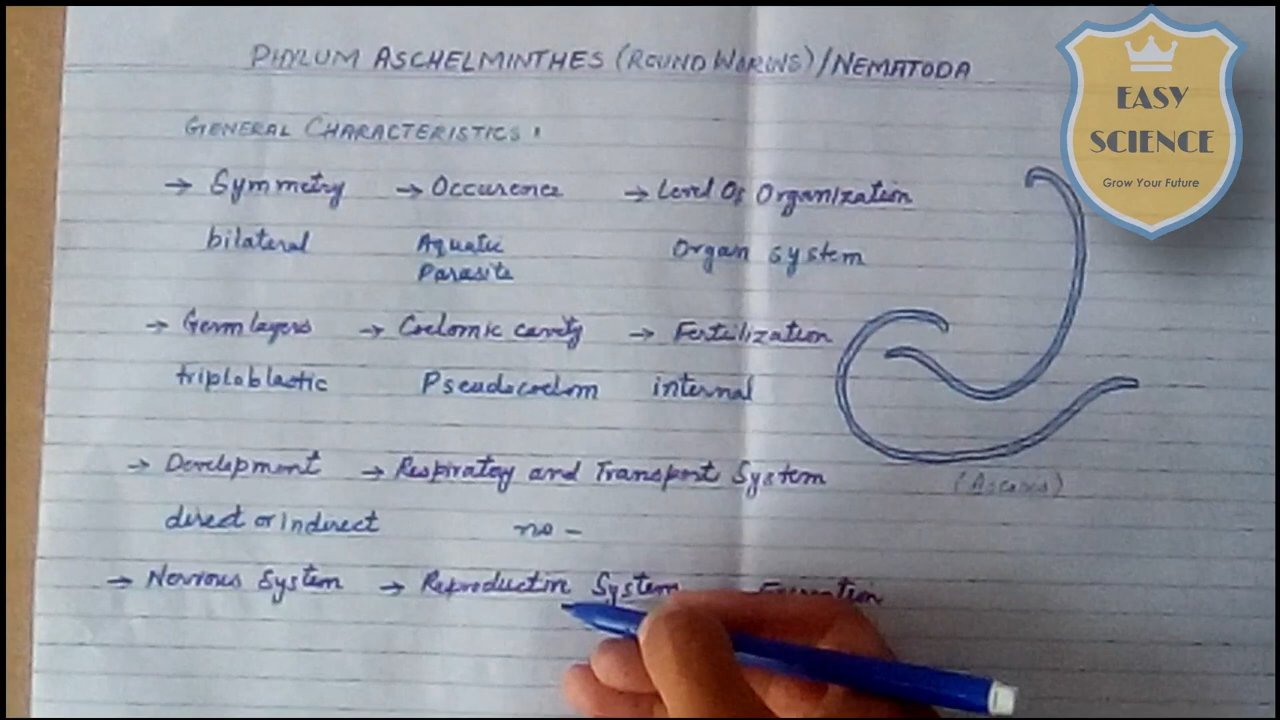 PHYLUM ASCHELMINTHES (ROUND WORMS)/NEMATODA
EASY
SCIENCE
Grow Your Future
GENERAL CHARACTERISTICS:
→ Symmetry → Occurence → Level Of Organization
bilateral Aquatic Organ system
Parasite
→ Germ layers → Coelomic cavity → Fertilization
triploblastic Pseudocoelom internal
→ Development → Respiratory and Transport System
(Ascaris)
direct or indirect no -
→ Nervious System → Reproductin System